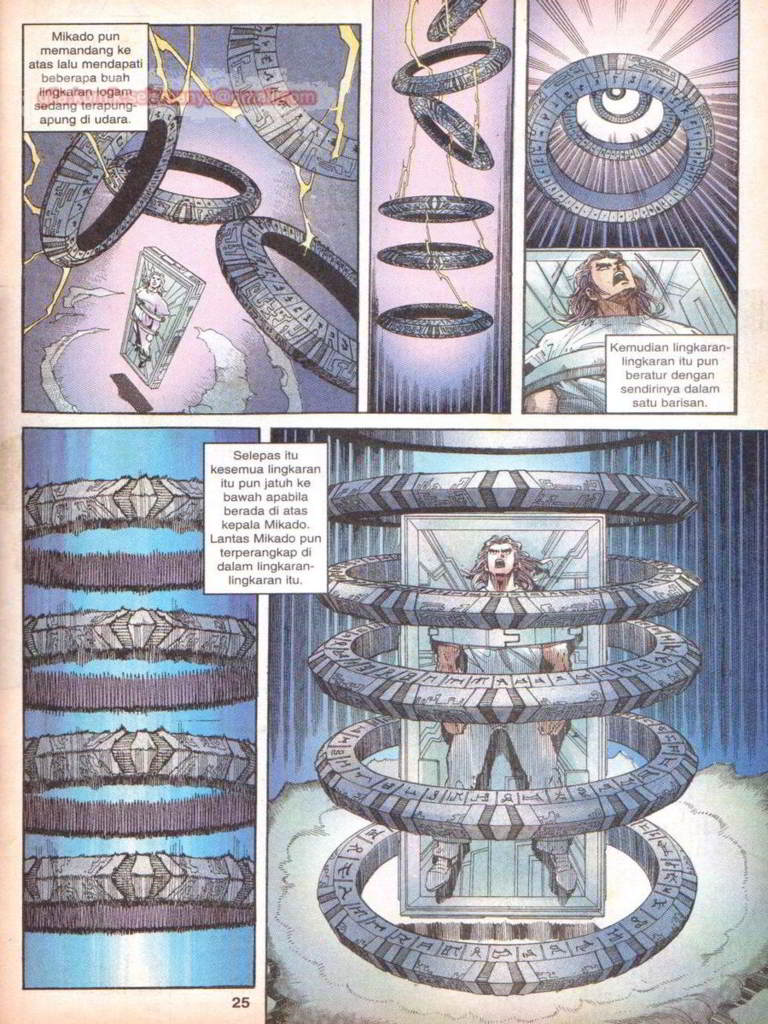 Mikado pun
memandang ke
atas lalu mendapati
beberapa buah
lingkaran logam
sedang terapung-
apung di udara.
Kemudian lingkaran-
lingkaran itu pun
beratur dengan
sendirinya dalam
satu barisan.
Selepas itu
kesemua lingkaran
itu pun jatuh ke
bawah apabila
berada di atas
kepala Mikado.
Lantas Mikado pun
terperangkap di
dalam lingkaran-
lingkaran itu.
25